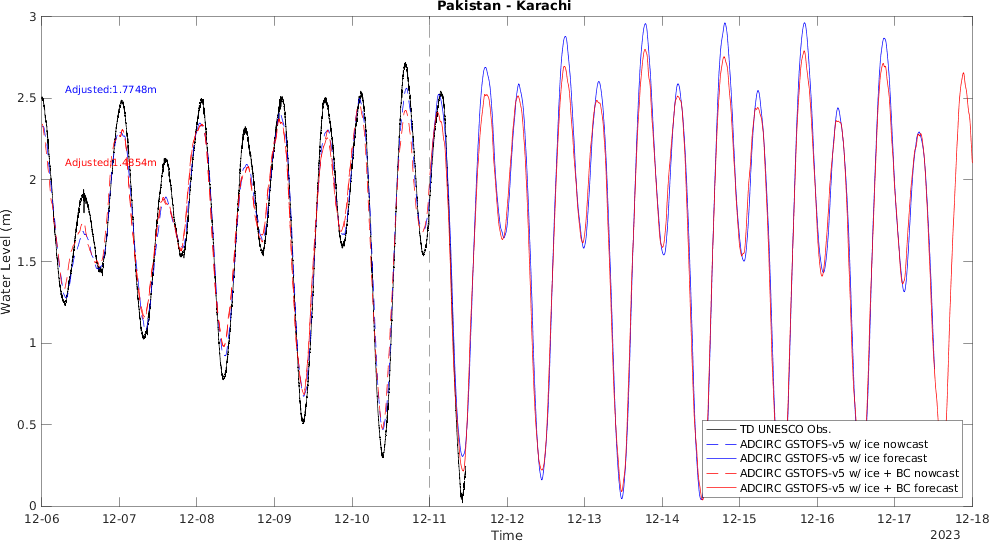 Pakistan - Karachi
3
2.5
2
1.5
1
0.5
0
Water Level (m)
Adjusted:1.7748m
Adjusted:1.4354m
TD UNESCO Obs.
ADCIRC GSTOFS-v5 w/ ice nowcast
ADCIRC GSTOFS-v5 w/ ice forecast
ADCIRC GSTOFS-v5 w/ ice + BC nowcast
ADCIRC GSTOFS-v5 w/ ice + BC forecast
12-06 12-07 12-08 12-09 12-10 12-11 12-12 12-13 12-14 12-15 12-16 12-17 12-18
Time
2023